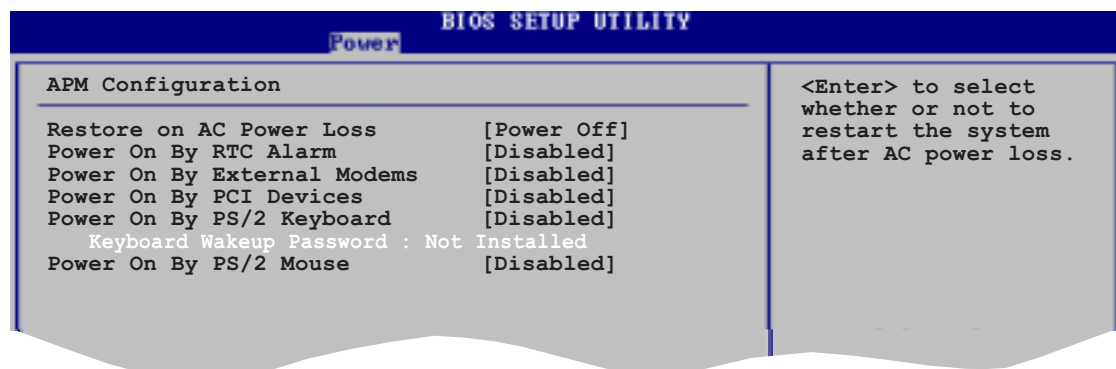 BIOS SETUP UTILITY
Power
APM Configuration
Restore on AC Power Loss [Power Off]
Power On By RTC Alarm [Disabled]
Power On By External Modems [Disabled]
Power On By PCI Devices [Disabled]
Power On By PS/2 Keyboard [Disabled]
Keyboard Wakeup Password : Not Installed
Power On By PS/2 Mouse [Disabled]
<Enter> to select
whether or not to
restart the system
after AC power loss.